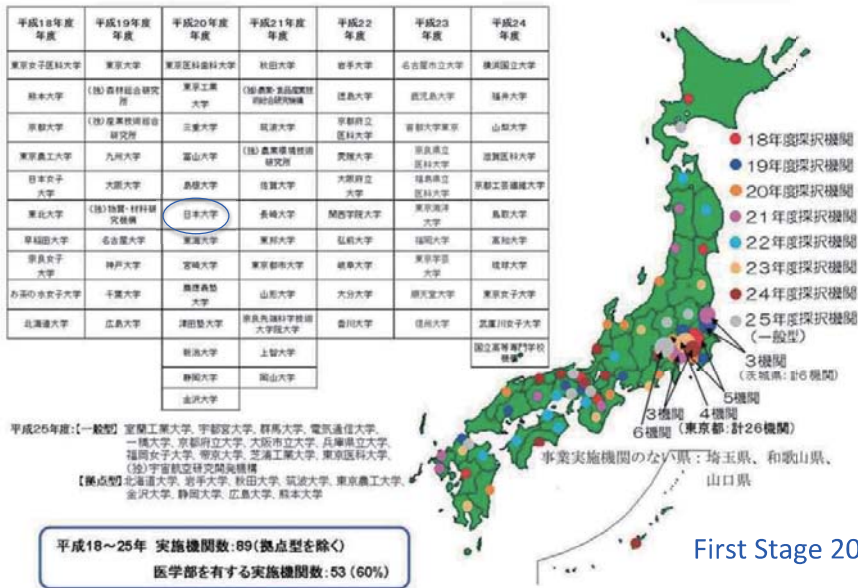 平成18年度 平成19年度 平成20年度 平成21年度 平成22 平成23 平成24
年度 年度 年度 年度 年度 年度 年度
東京女子医科大学 東京大学 東京医科歯科大学 秋田大学 岩手大学 名古屋市立大学 横浜国立大学
熊本大学 (独)森林総合研究所 東京工業大学 (独)農業・食品産業技術総合研究機構 徳島大学 鹿児島大学 福井大学
京都大学 (独)産業技術総合研究所 三重大学 筑波大学 京都府立医科大学 首都大学東京 山梨大学
東京農工大学 九州大学 富山大学 (独)農業環境技術研究所 愛媛大学 奈良県立医科大学 滋賀医科大学
日本女子大学 大阪大学 島根大学 佐賀大学 大阪府立大学 福島県立医科大学 京都工芸繊維大学
東北大学 (独)物質・材料研究機構 日本大学 長崎大学 関西学院大学 東京海洋大学 鳥取大学
早稲田大学 名古屋大学 東海大学 東邦大学 弘前大学 福岡大学 高知大学
奈良女子大学 神戸大学 宮崎大学 東京都市大学 岐阜大学 東京学芸大学 琉球大学
お茶の水女子大学 千葉大学 慶應義塾大学 山形大学 大分大学 順天堂大学 東京女子大学
北海道大学 広島大学 津田塾大学 奈良先端科学技術大学院大学 香川大学 信州大学 武庫川女子大学
新潟大学 上智大学 国立高等専門学校機構
静岡大学 岡山大学
金沢大学
18年度採択機関
19年度採択機関
20年度採択機関
21年度採択機関
22年度採択機関
23年度採択機関
24年度採択機関
25年度採択機関
(一般型)
3機関
(茨城県:計6機関)
5機関
3機関 4機関
6機関 (東京都:計26機関)
事業実施機関のない県:埼玉県、和歌山県、
山口県
平成25年度:【一般型】 室蘭工業大学, 宇都宮大学, 群馬大学, 電気通信大学,
一橋大学, 京都府立大学, 大阪市立大学, 兵庫県立大学,
福岡女子大学, 帝京大学, 芝浦工業大学, 東京医科大学,
(独)宇宙航空研究開発機構
【拠点型】北海道大学, 岩手大学, 秋田大学, 筑波大学, 東京農工大学,
金沢大学, 静岡大学, 広島大学, 熊本大学
平成18~25年 実施機関数:89(拠点型を除く)
医学部を有する実施機関数:53(60%)
First Stage 20